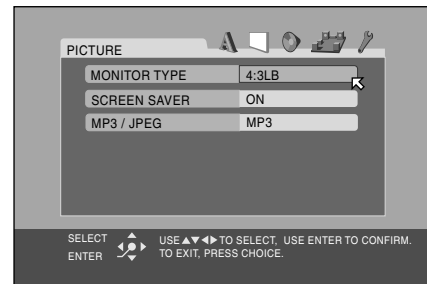 PICTURE
MONITOR TYPE 4:3LB
SCREEN SAVER ON
MP3 / JPEG MP3
SELECT
ENTER
USE ▲▼◀▶ TO SELECT, USE ENTER TO CONFIRM.
TO EXIT, PRESS CHOICE.